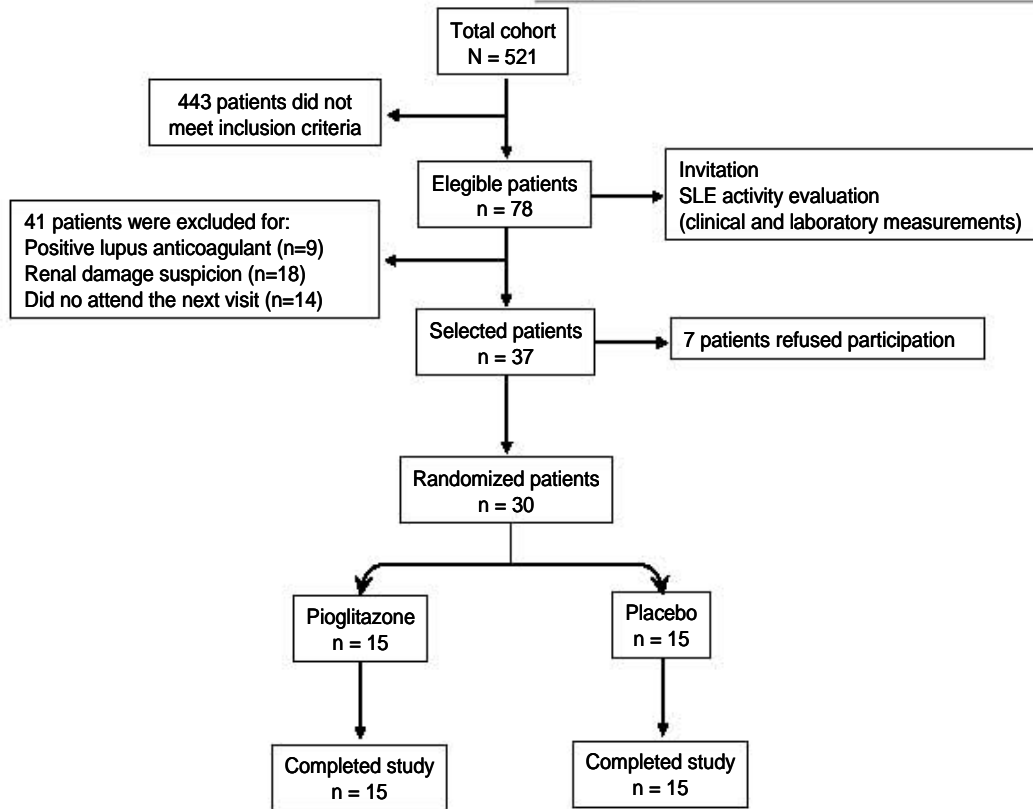 Total cohort
N = 521
443 patients did not
meet inclusion criteria
Elegible patients
n = 78
Invitation
SLE activity evaluation
(clinical and laboratory measurements)
41 patients were excluded for:
Positive lupus anticoagulant (n=9)
Renal damage suspicion (n=18)
Did no attend the next visit (n=14)
Selected patients
n = 37
7 patients refused participation
Randomized patients
n = 30
Pioglitazone
n = 15
Placebo
n = 15
Completed study
n = 15
Completed study
n = 15